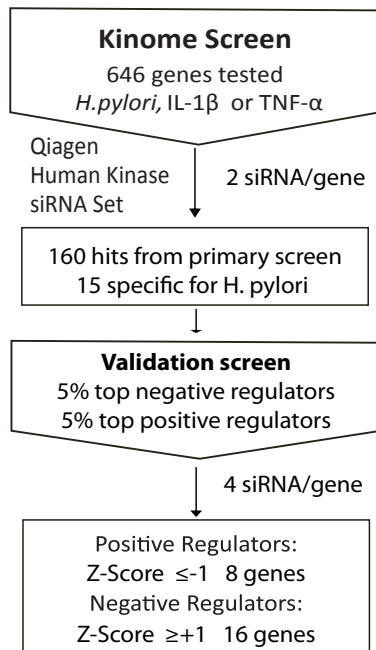 Kinome Screen
646 genes tested
H.pylori, IL-1β or TNF-α
Qiagen
Human Kinase
siRNA Set
2 siRNA/gene
160 hits from primary screen
15 specific for H. pylori
Validation screen
5% top negative regulators
5% top positive regulators
4 siRNA/gene
Positive Regulators:
Z-Score ≤-1 8 genes
Negative Regulators:
Z-Score ≥+1 16 genes